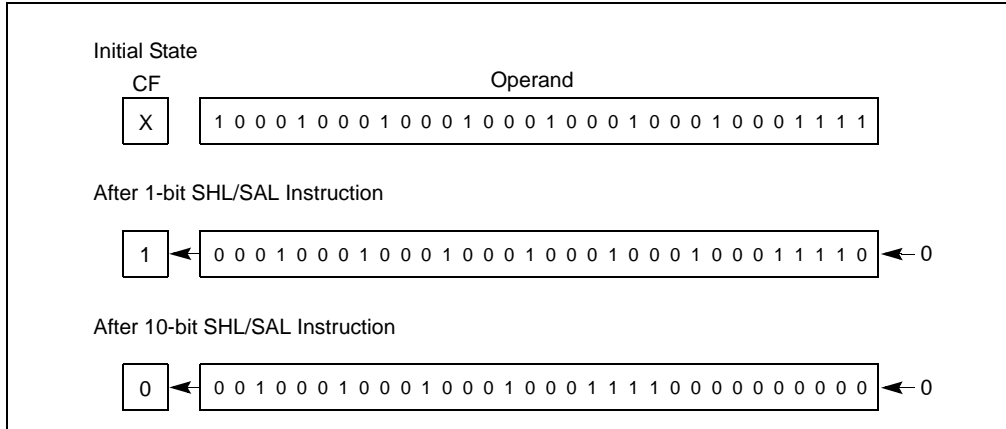 Initial State
CF Operand
X 1 0 0 0 1 0 0 0 1 0 0 0 1 0 0 0 1 0 0 0 1 0 0 0 1 0 0 0 1 1 1 1
After 1-bit SHL/SAL Instruction
1 0 0 0 1 0 0 0 1 0 0 0 1 0 0 0 1 0 0 0 1 0 0 0 1 0 0 0 1 1 1 1 0 0
After 10-bit SHL/SAL Instruction
0 0 0 1 0 0 0 1 0 0 0 1 0 0 0 1 0 0 0 1 1 1 1 0 0 0 0 0 0 0 0 0 0 0